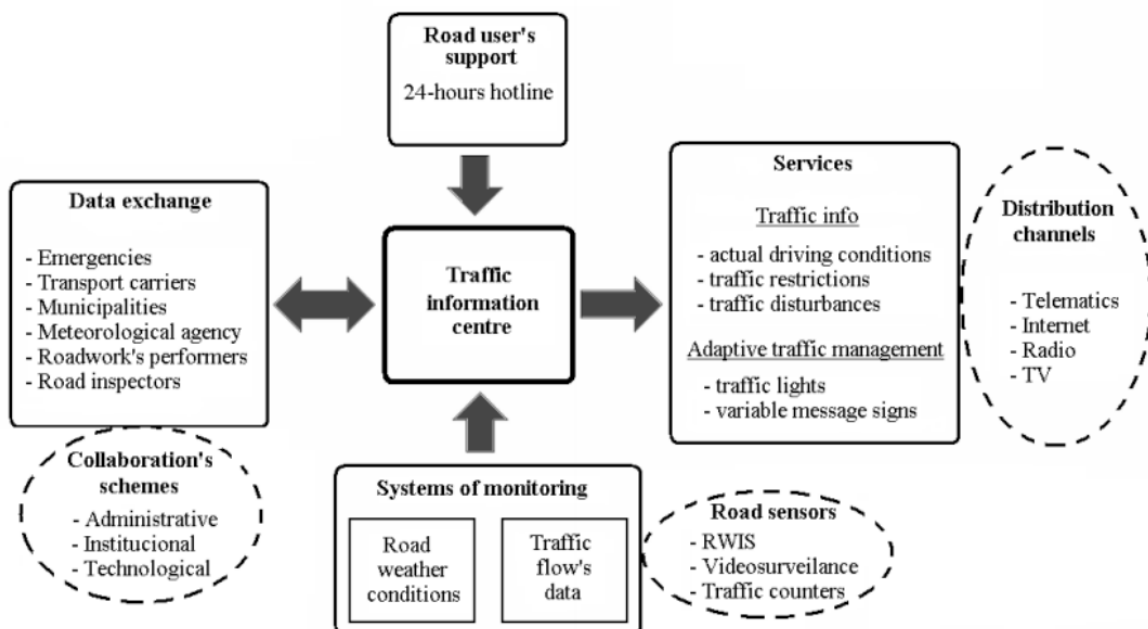 Road user's
support
24-hours hotline
Data exchange
- Emergencies
- Transport carriers
- Municipalities
- Meteorological agency
- Roadwork's performers
- Road inspectors
Collaboration's
schemes
- Administrative
- Institucional
- Technological
Traffic
information
centre
Systems of monitoring
Road
weather
conditions
Traffic
flow's
data
Road sensors
- RWIS
- Videosurveilance
- Traffic counters
Services
Traffic info
- actual driving conditions
- traffic restrictions
- traffic disturbances
Adaptive traffic management
- traffic lights
- variable message signs
Distribution
channels
- Telematics
- Internet
- Radio
- TV